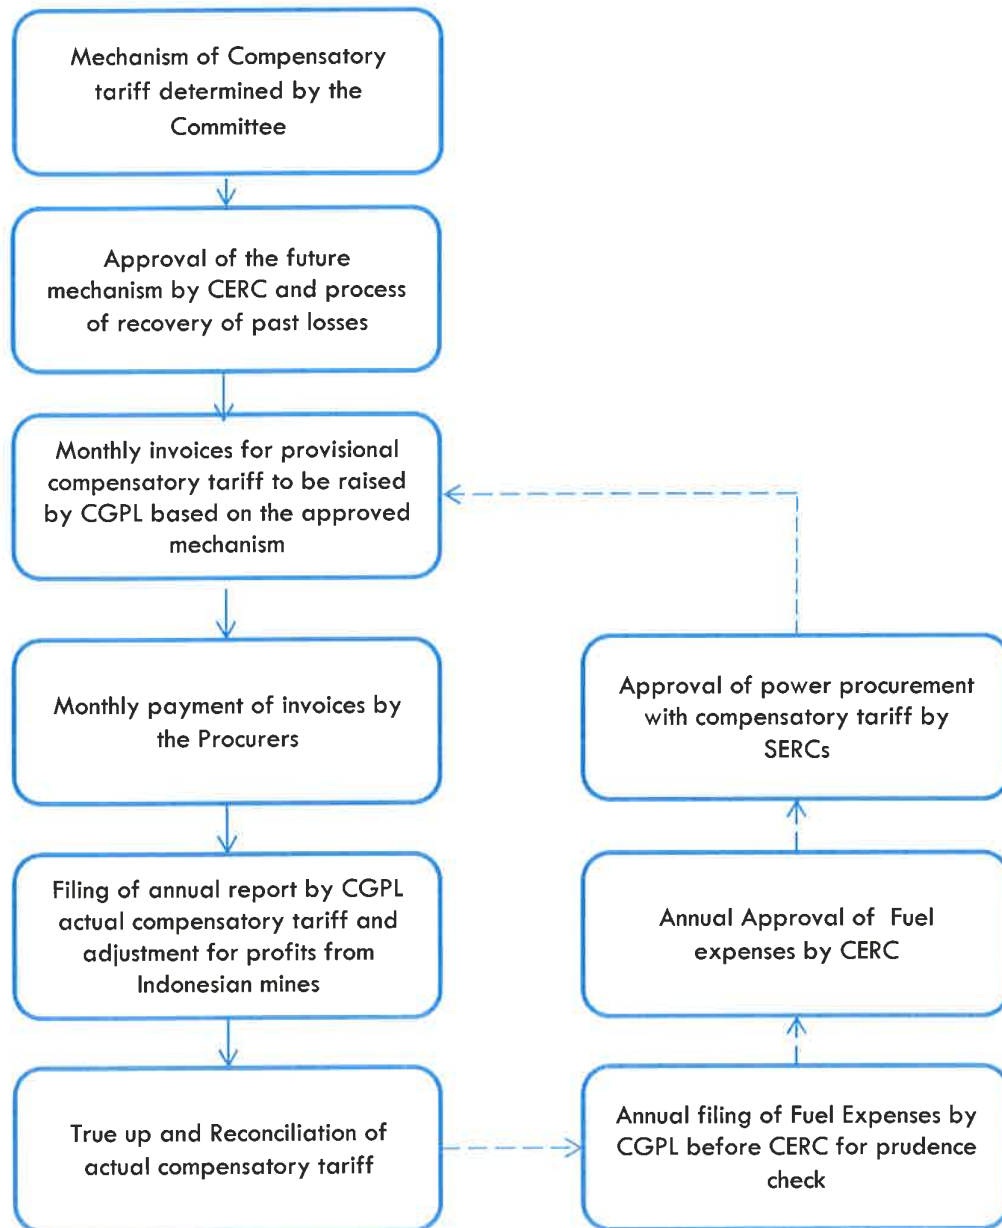 Mechanism of Compensatory
tariff determined by the
Committee
Approval of the future
mechanism by CERC and process
of recovery of past losses
Monthly invoices for provisional
compensatory tariff to be raised
by CGPL based on the approved
mechanism
Monthly payment of invoices by
the Procurers
Filing of annual report by CGPL
actual compensatory tariff and
adjustment for profits from
Indonesian mines
True up and Reconciliation of
actual compensatory tariff
Annual filing of Fuel Expenses by
CGPL before CERC for prudence
check
Annual Approval of Fuel
expenses by CERC
Approval of power procurement
with compensatory tariff by
SERCs